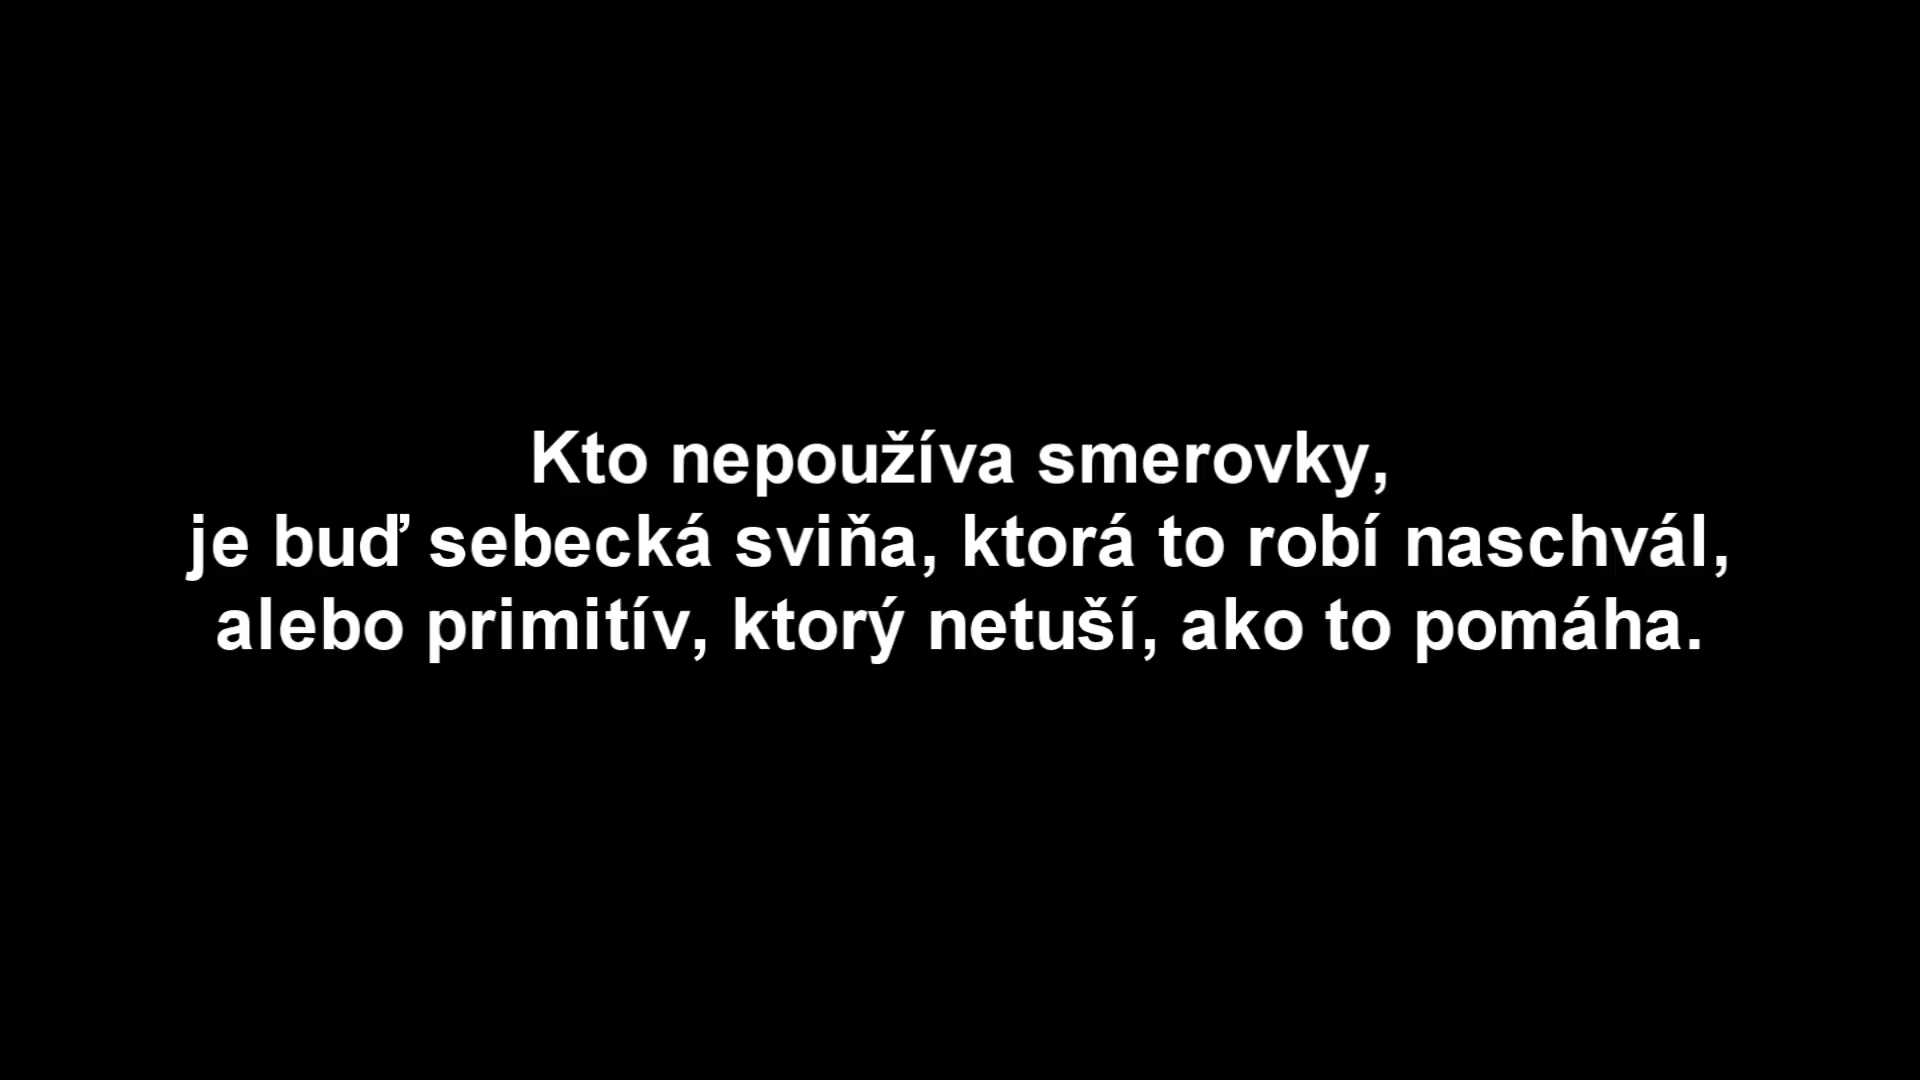 Kto nepoužíva smerovky,
je buď sebecká sviňa, ktorá to robí naschvál,
alebo primitív, ktorý netuší, ako to pomáha.